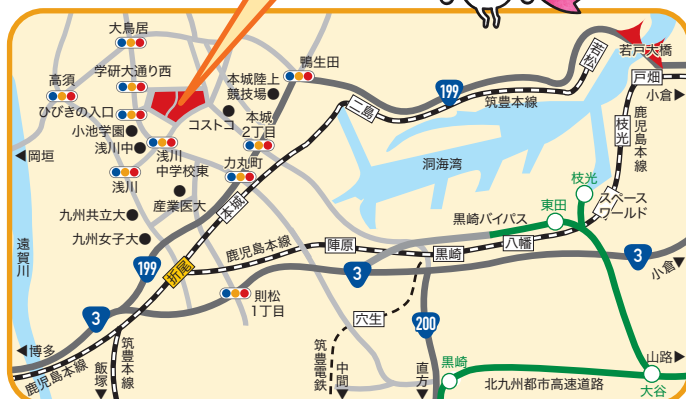 大鳥居
学研大通り西
高須
ひびきの入口
小池学園
浅川中
浅川
浅川
中学校東
コストコ
本城陸上
競技場
鴨生田
本城
2丁目
力丸町
産業医大
九州共立大
九州女子大
岡垣
遠賀川
二島
199
筑豊本線
若松
若戸大橋
戸畑
小倉
枝光
鹿児島本線
洞海湾
枝光
スペース
ワールド
東田
黒崎バイパス
八幡
本城
鹿児島本線
陣原
黒崎
199
折尾
3
3
小倉
3
則松
1丁目
穴生
200
博多
鹿児島本線
筑豊本線
飯塚
筑豊電鉄
中間
直方
黒崎
北九州都市高速道路
山路
大谷